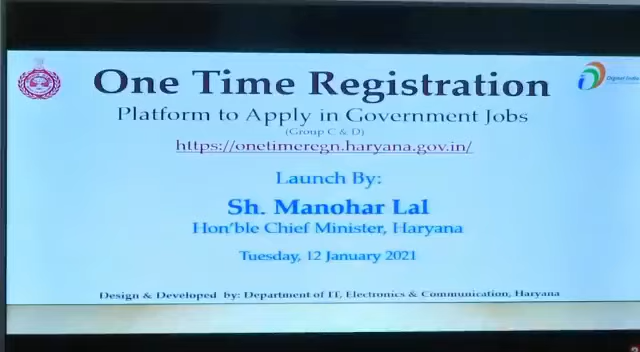 One Time Registration
Digital India
Platform to Apply in Government Jobs
(Group C & D)
https://onetimeregn.haryana.gov.in/
Launch By:
Sh. Manohar Lal
Hon'ble Chief Minister, Haryana
Tuesday, 12 January 2021
Design & Developed by: Department of IT, Electronics & Communication, Haryana